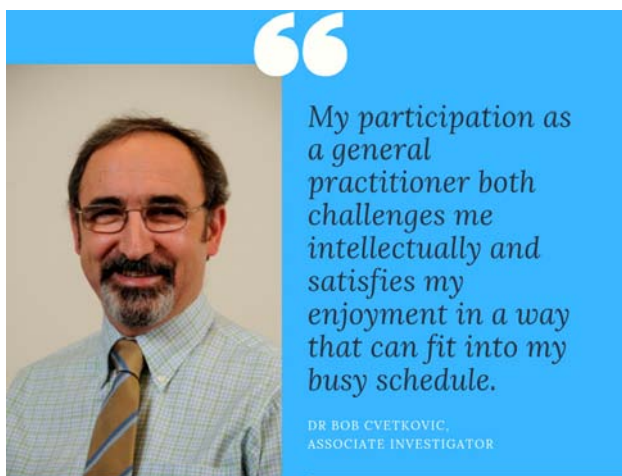 “
My participation as
a general
practitioner both
challenges me
intellectually and
satisfies my
enjoyment in a way
that can fit into my
busy schedule.
DR BOB CVETKOVIC,
ASSOCIATE INVESTIGATOR